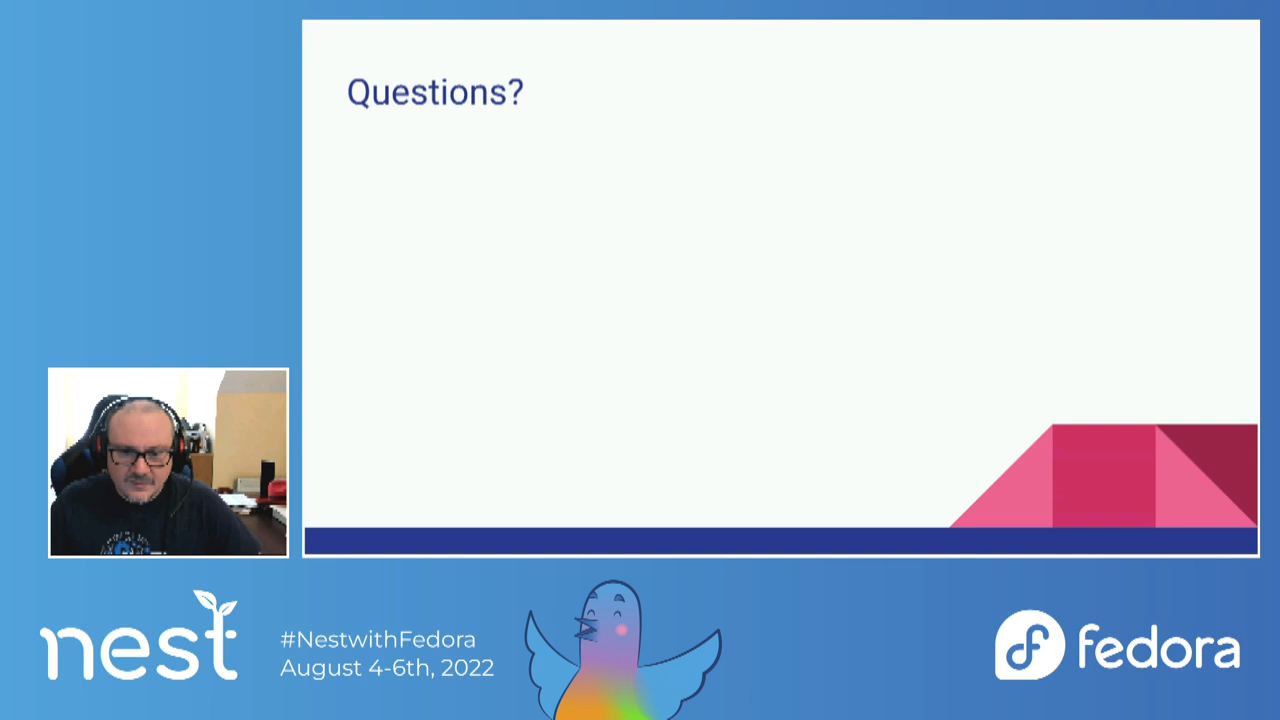 Questions?
nest
#NestwithFedora
August 4-6th, 2022
fedora